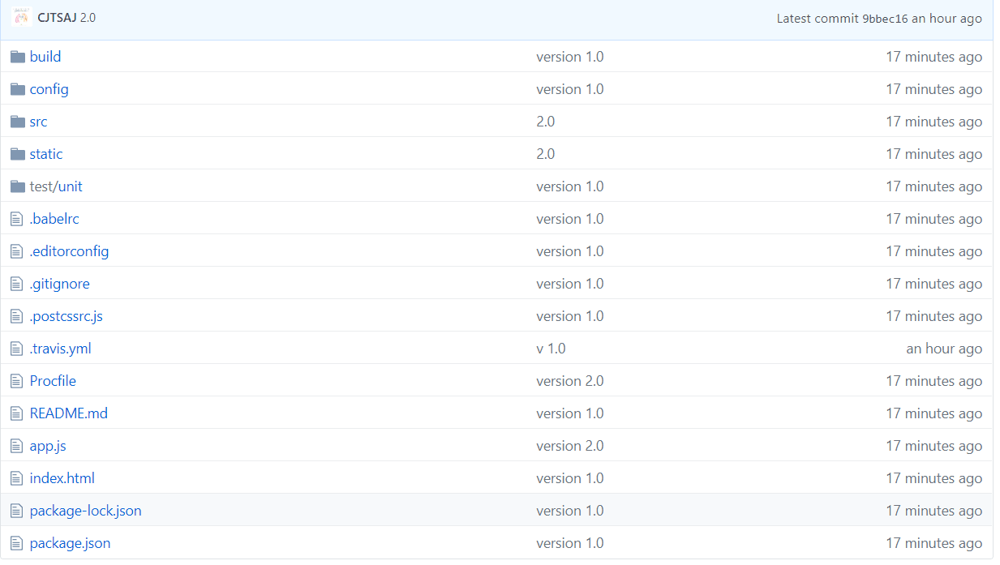 CJTSAJ 2.0 Latest commit 9bbec16 an hour ago
build version 1.0 17 minutes ago
config version 1.0 17 minutes ago
src 2.0 17 minutes ago
static 2.0 17 minutes ago
test/unit version 1.0 17 minutes ago
.babelrc version 1.0 17 minutes ago
.editorconfig version 1.0 17 minutes ago
.gitignore version 1.0 17 minutes ago
.postcssrc.js version 1.0 17 minutes ago
.travis.yml v 1.0 an hour ago
Procfile version 2.0 17 minutes ago
README.md version 1.0 17 minutes ago
app.js version 2.0 17 minutes ago
index.html version 1.0 17 minutes ago
package-lock.json version 1.0 17 minutes ago
package.json version 1.0 17 minutes ago